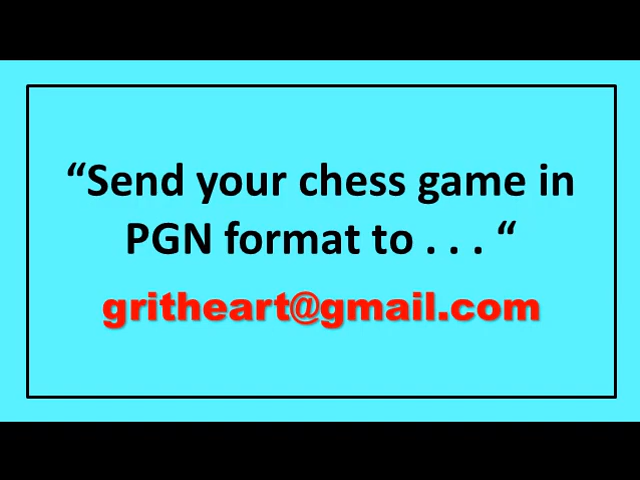 “Send your chess game in
PGN format to . . . “
gritheart@gmail.com